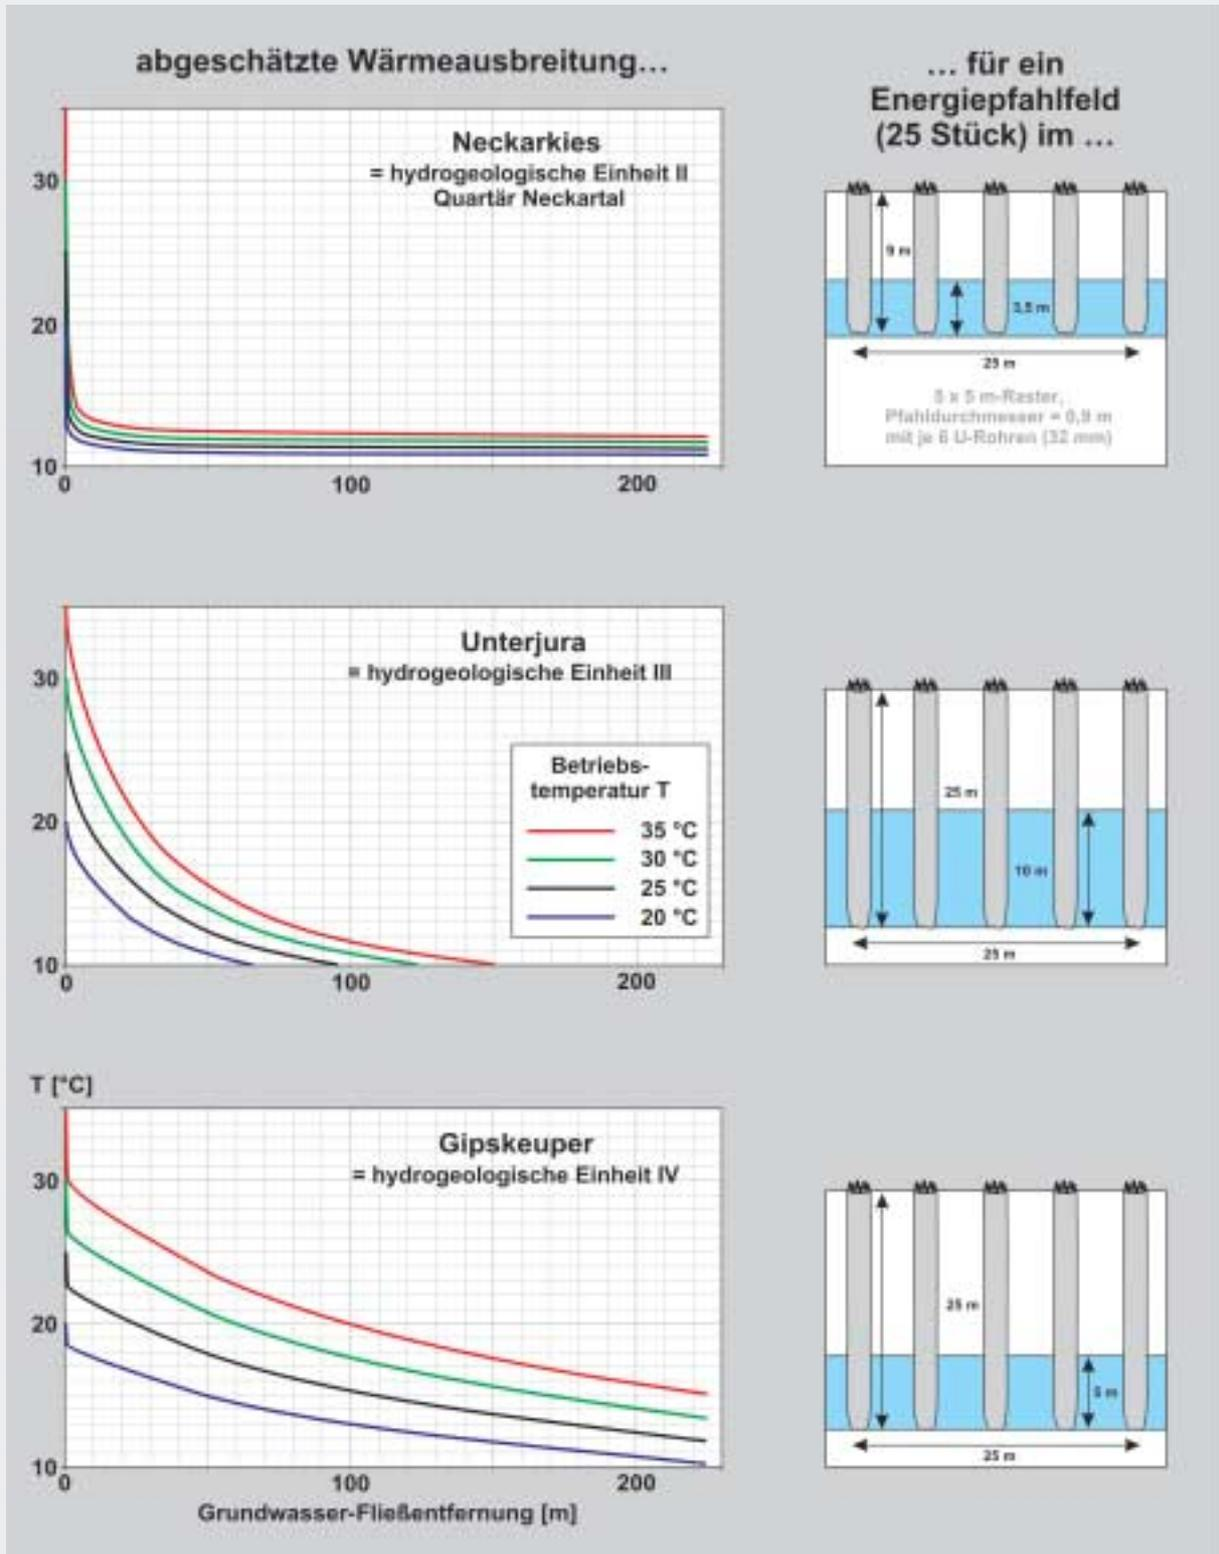 abgeschätzte Wärmeausbreitung...
... für ein
Energiepfahlfeld
(25 Stück) im ...
Neckarkies
= hydrogeologische Einheit II
Quartär Neckartal
30
20
10
0
100
200
9 m
3,5 m
25 m
5 x 5 m-Raster,
Pfahldurchmesser = 0,9 m
mit je 6 U-Rohren (32 mm)
Unterjura
= hydrogeologische Einheit III
30
20
10
0
100
200
Betriebs-
temperatur T
35 °C
30 °C
25 °C
20 °C
25 m
10 m
25 m
T [°C]
Gipskeuper
= hydrogeologische Einheit IV
30
20
10
0
100
200
Grundwasser-Fließentfernung [m]
25 m
5 m
25 m